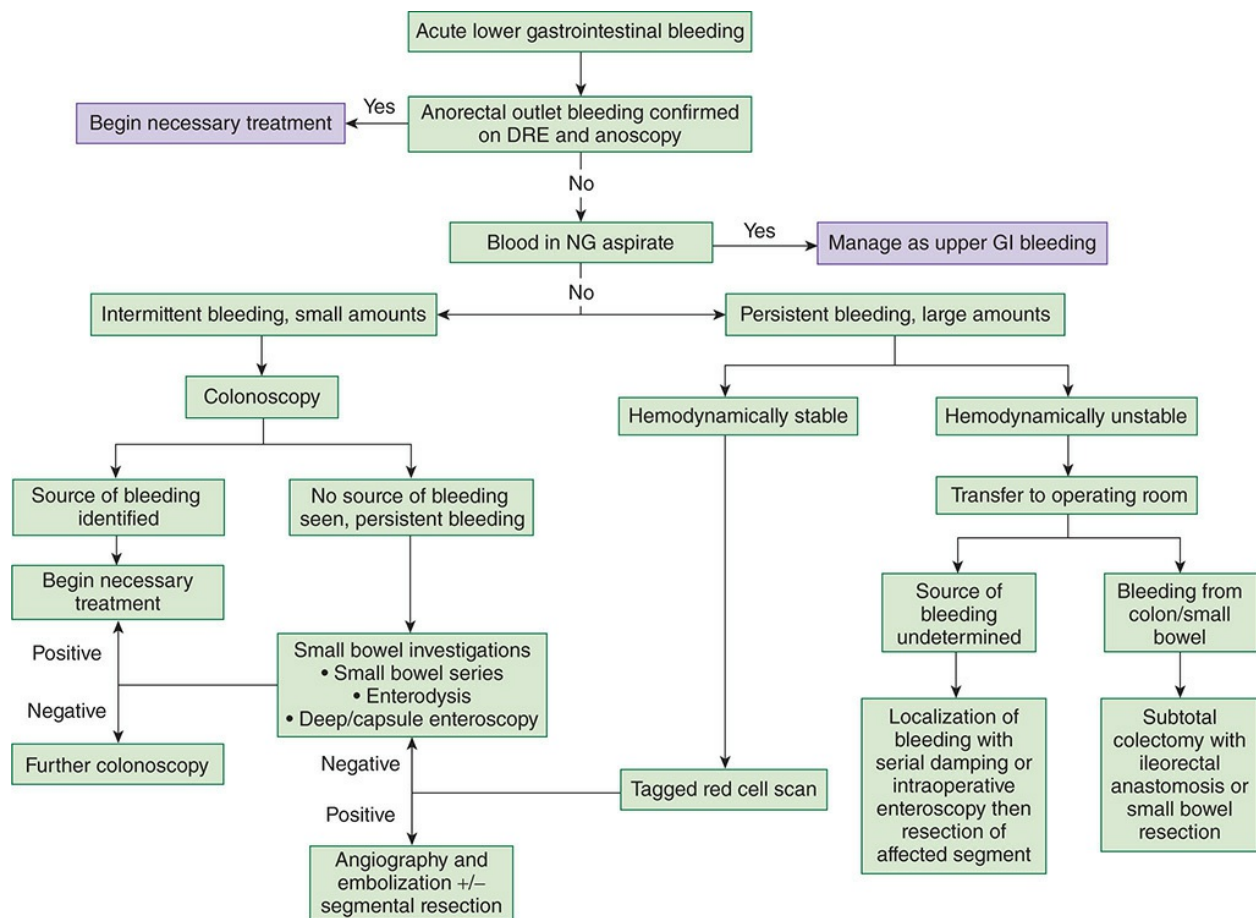 Acute lower gastrointestinal bleeding
Yes
Begin necessary treatment
Anorectal outlet bleeding confirmed
on DRE and anoscopy
No
Blood in NG aspirate
Yes
Manage as upper GI bleeding
No
Intermittent bleeding, small amounts
Persistent bleeding, large amounts
Colonoscopy
Hemodynamically stable
Hemodynamically unstable
Source of bleeding
identified
No source of bleeding
seen, persistent bleeding
Transfer to operating room
Begin necessary
treatment
Source of
bleeding
undetermined
Bleeding from
colon/small
bowel
Positive
Small bowel investigations
• Small bowel series
• Enterodysis
• Deep/capsule enteroscopy
Negative
Further colonoscopy
Negative
Tagged red cell scan
Positive
Angiography and
embolization +/–
segmental resection
Localization of
bleeding with
serial damping or
intraoperative
enteroscopy then
resection of
affected segment
Subtotal
colectomy with
ileorectal
anastomosis or
small bowel
resection